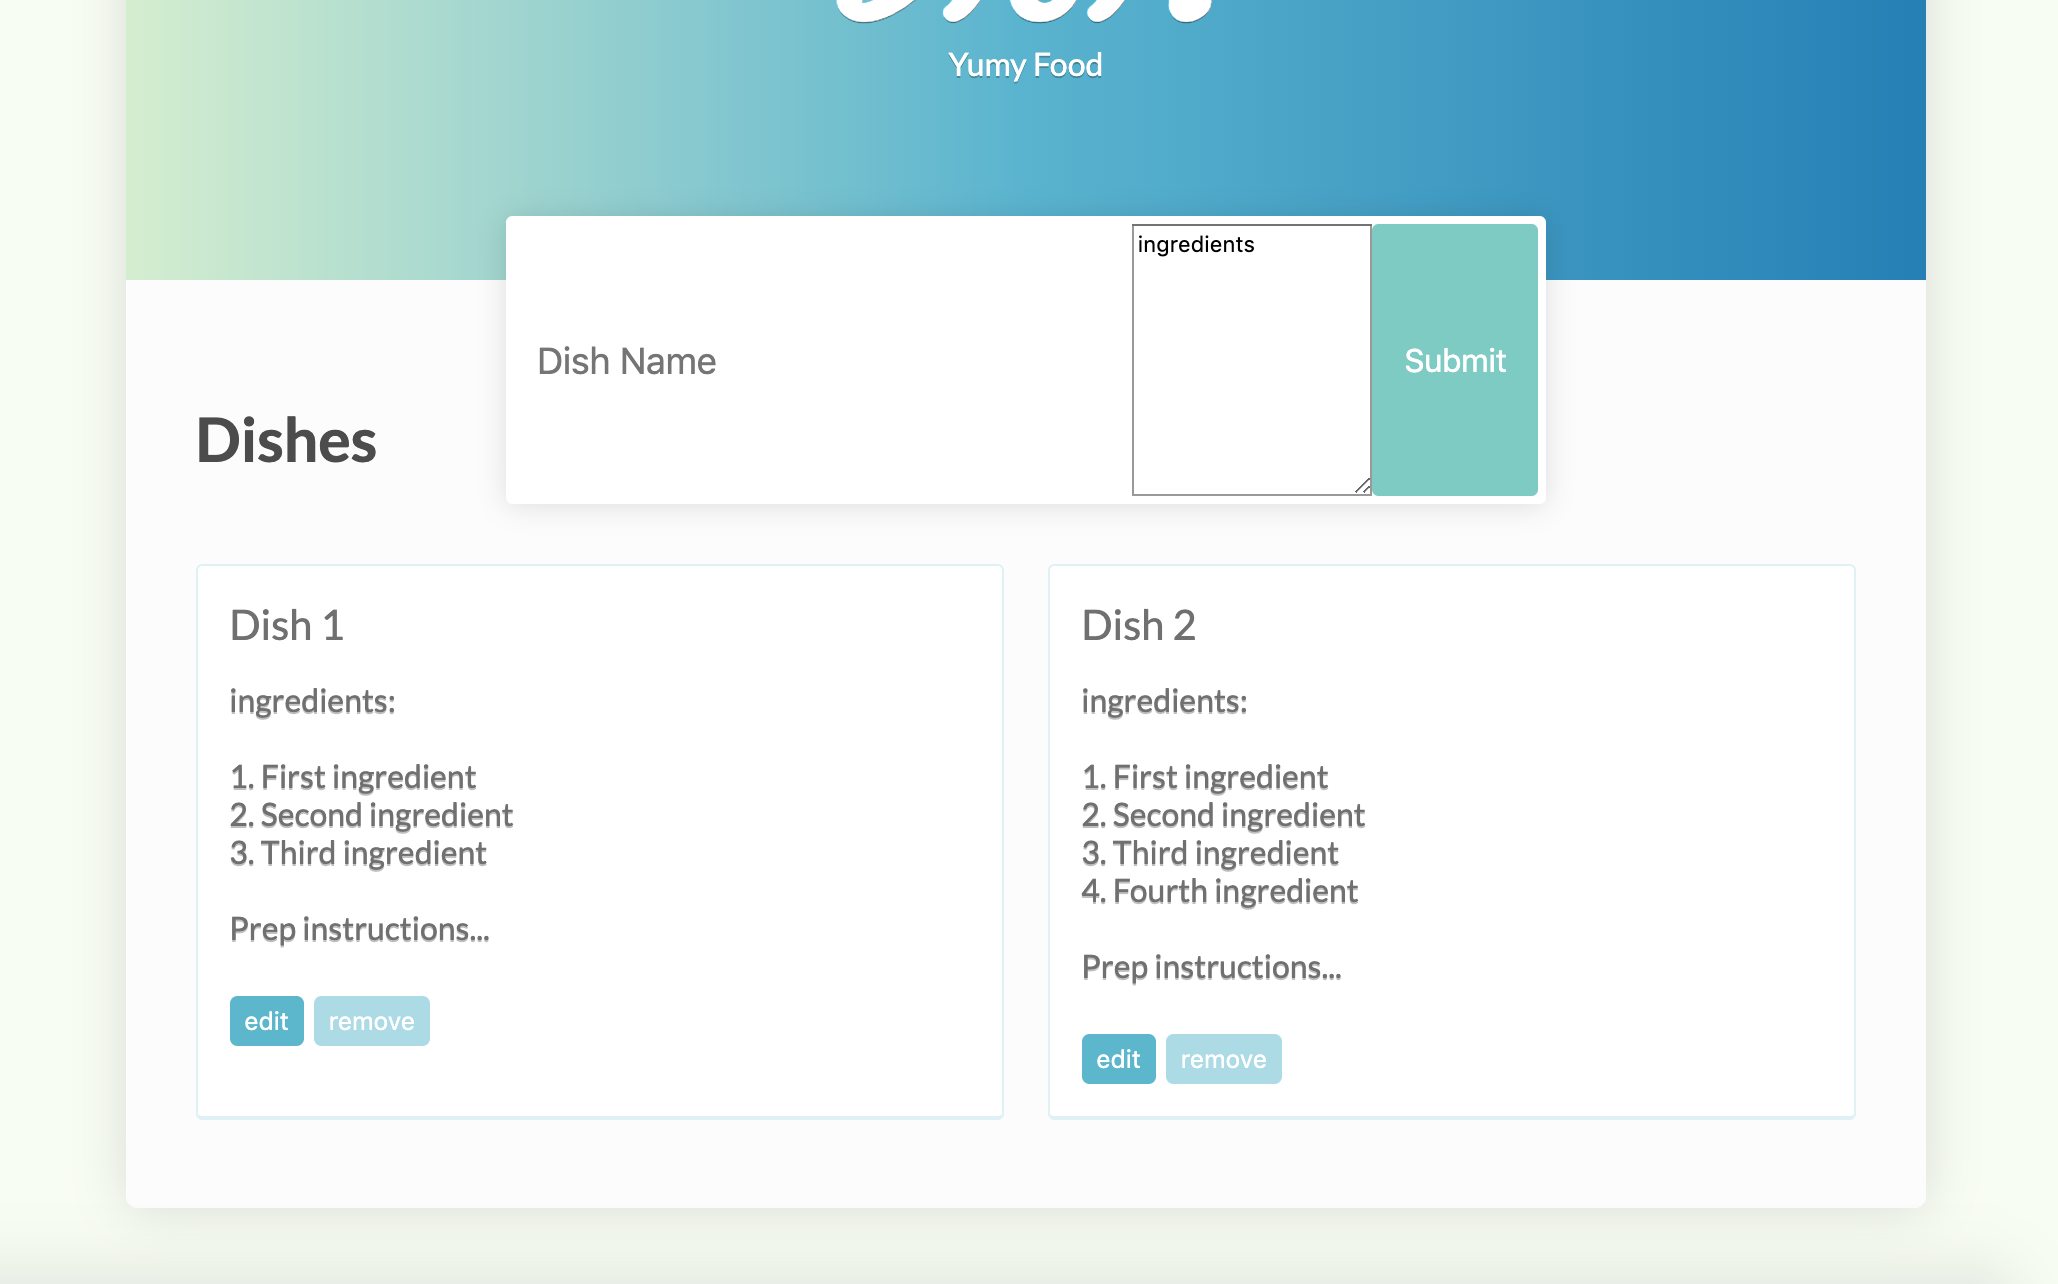 Yumy Food
ingredients
Dish Name
Submit
Dishes
Dish 1
ingredients:
1. First ingredient
2. Second ingredient
3. Third ingredient
Prep instructions...
edit remove
Dish 2
ingredients:
1. First ingredient
2. Second ingredient
3. Third ingredient
4. Fourth ingredient
Prep instructions...
edit remove